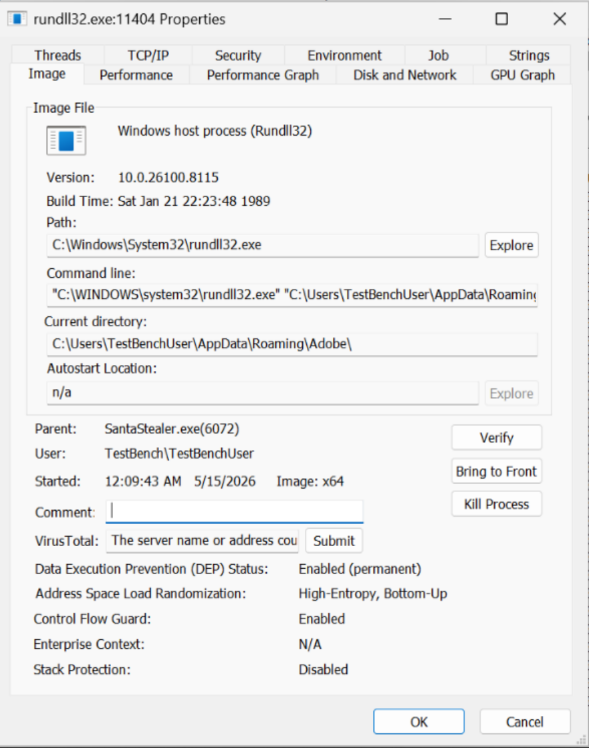 rundll32.exe:11404 Properties
Threads TCP/IP Security Environment Job Strings
Image Performance Performance Graph Disk and Network GPU Graph
Image File
Windows host process (Rundll32)
Version: 10.0.26100.8115
Build Time: Sat Jan 21 22:23:48 1989
Path:
C:\Windows\System32\rundll32.exe Explore
Command line:
"C:\WINDOWS\system32\rundll32.exe" "C:\Users\TestBenchUser\AppData\Roaming
Current directory:
C:\Users\TestBenchUser\AppData\Roaming\Adobe\
Autostart Location:
n/a Explore
Parent: SantaStealer.exe(6072)
Verify
User: TestBench\TestBenchUser
Bring to Front
Started: 12:09:43 AM 5/15/2026 Image: x64
Kill Process
Comment:
VirusTotal: The server name or address cou Submit
Data Execution Prevention (DEP) Status: Enabled (permanent)
Address Space Load Randomization: High-Entropy, Bottom-Up
Control Flow Guard: Enabled
Enterprise Context: N/A
Stack Protection: Disabled
OK Cancel